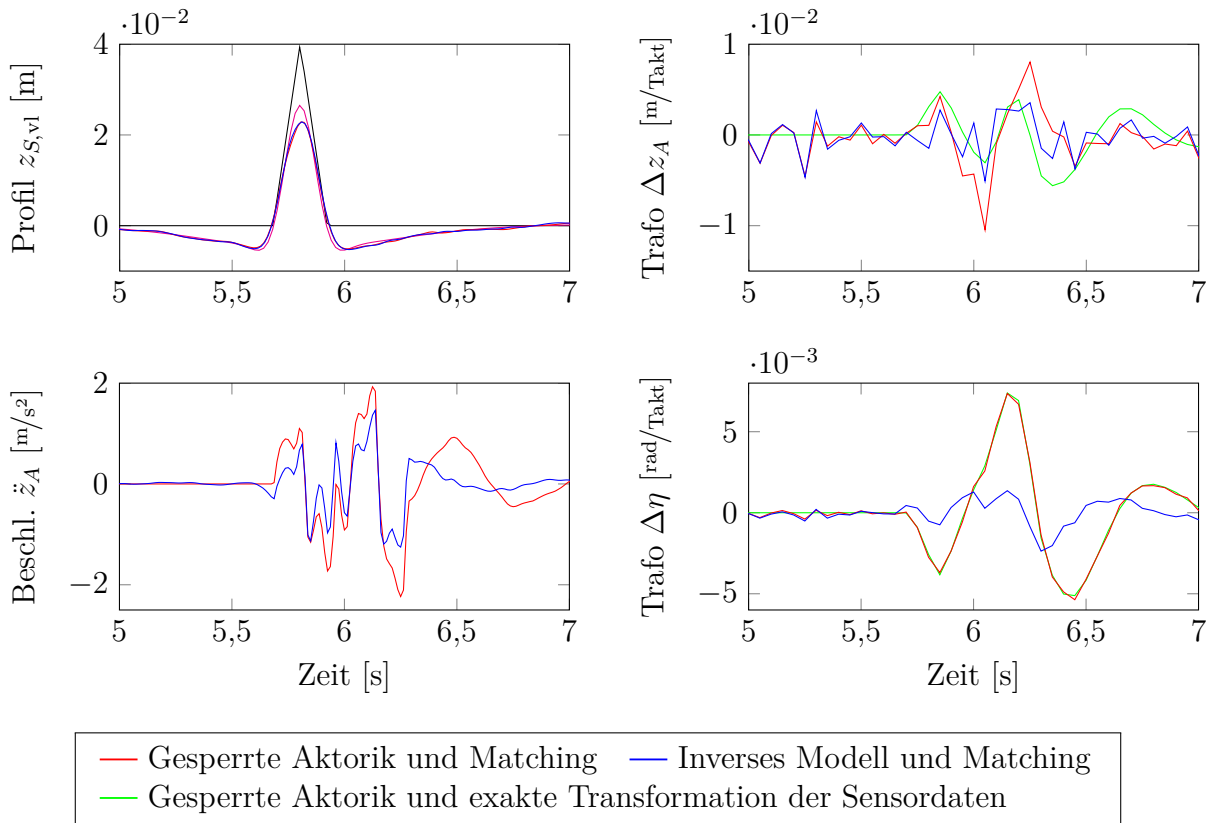 ·10⁻²
Profil z_{S,vl} [m]
4
2
0
5 5,5 6 6,5 7
·10⁻²
Trafo Δz_A [m/Takt]
1
0
−1
5 5,5 6 6,5 7
Beschl. z̈_A [m/s²]
2
0
−2
5 5,5 6 6,5 7
Zeit [s]
·10⁻³
Trafo Δη [rad/Takt]
5
0
−5
5 5,5 6 6,5 7
Zeit [s]
Gesperrte Aktorik und Matching
Inverses Modell und Matching
Gesperrte Aktorik und exakte Transformation der Sensordaten